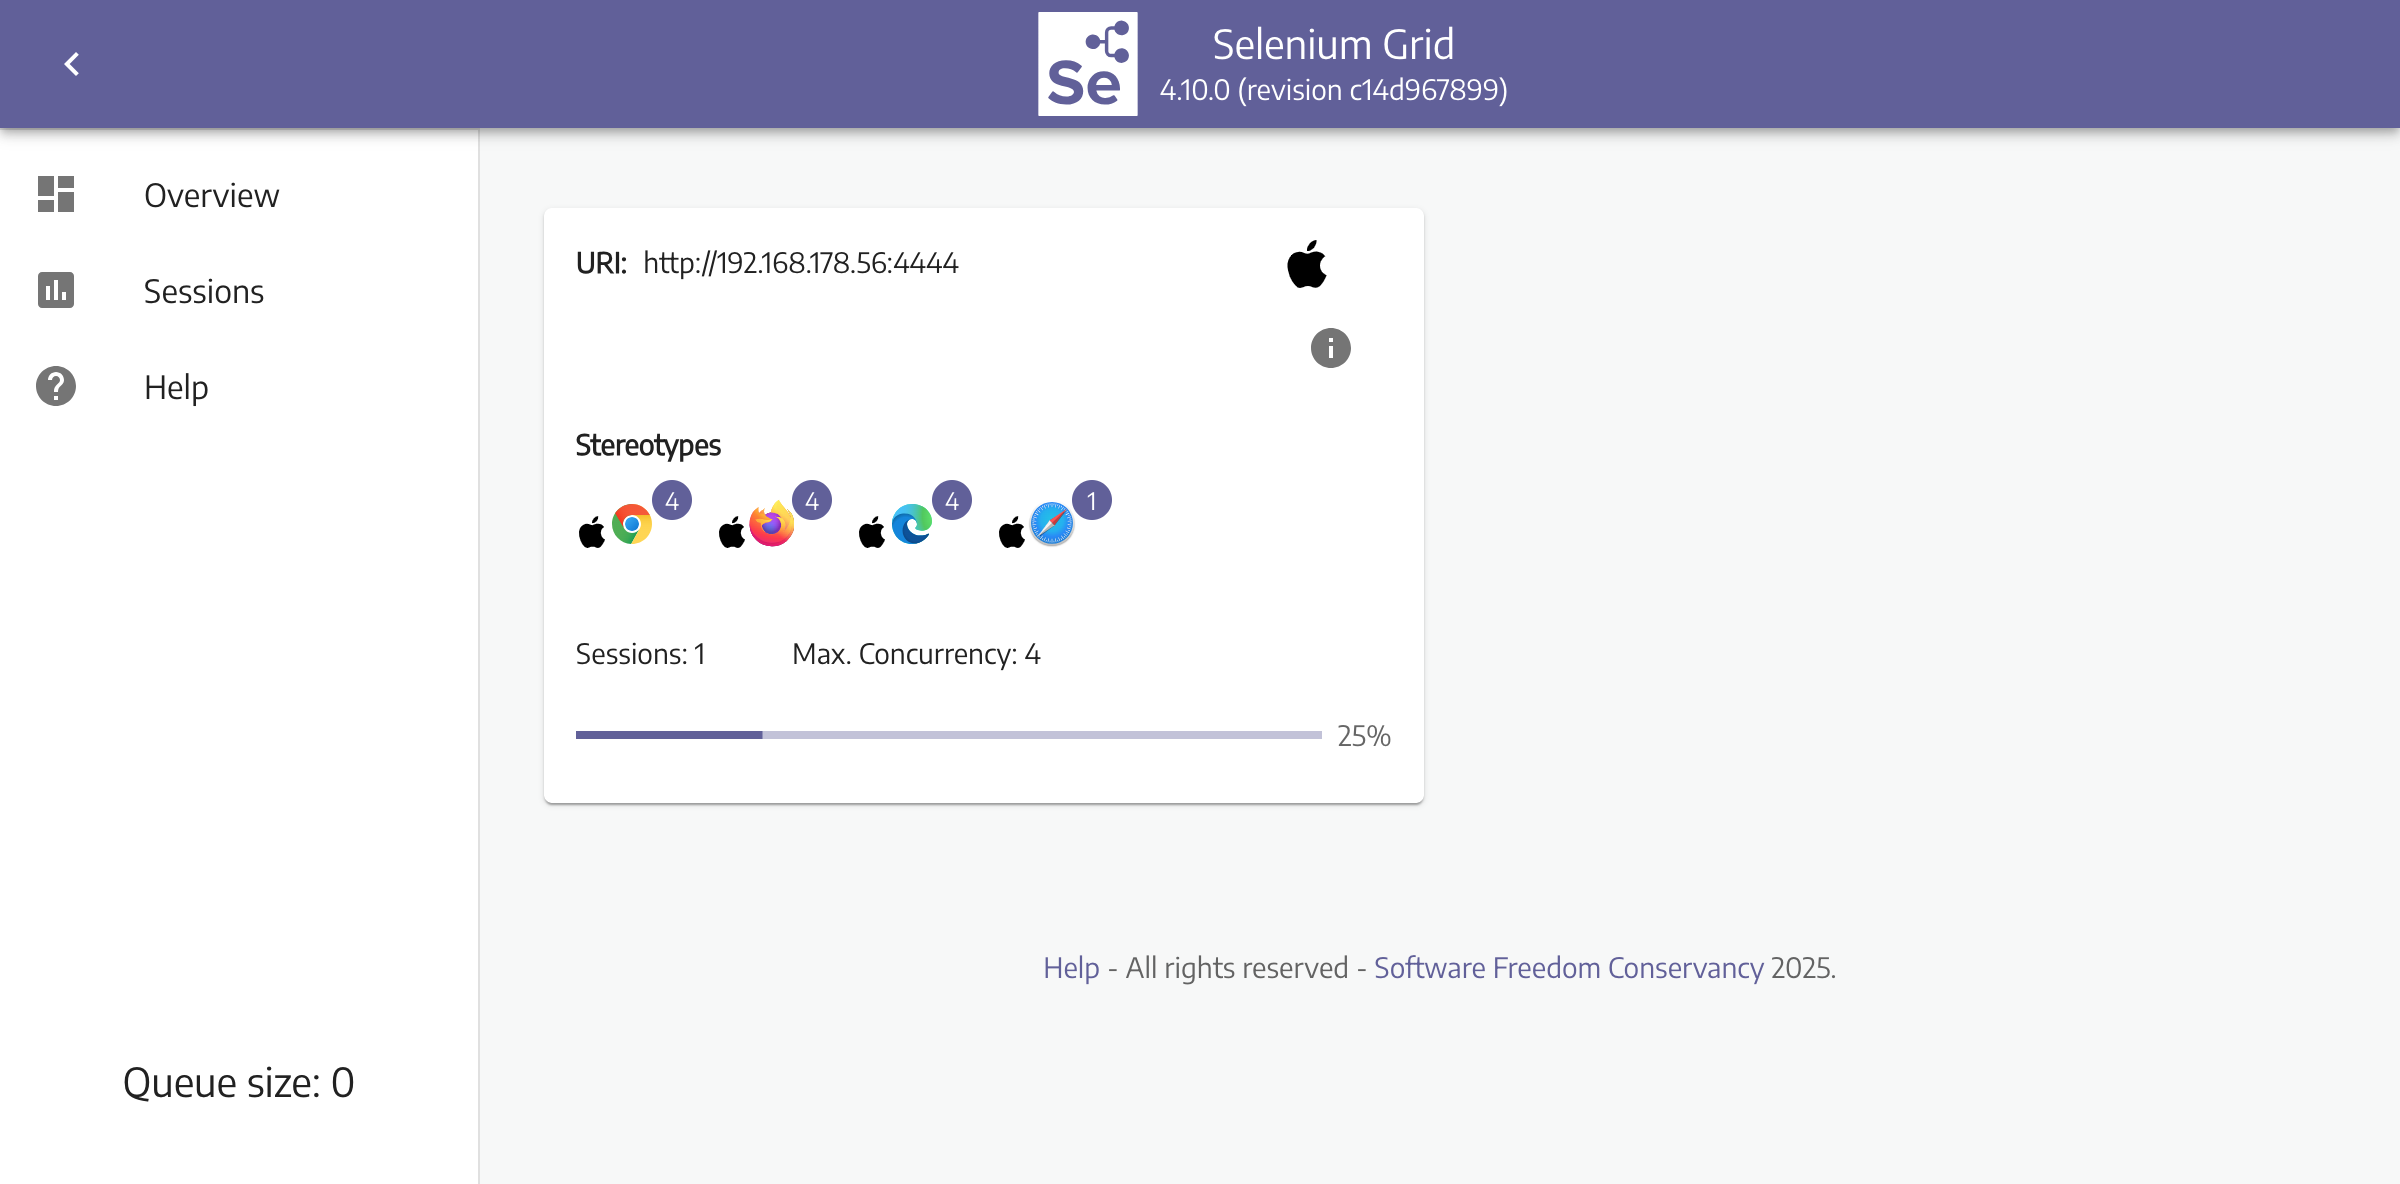 Se
Selenium Grid
4.10.0 (revision c14d967899)
Overview
Sessions
Help
URI: http://192.168.178.56:4444
Stereotypes
4 4 4 1
Sessions: 1 Max. Concurrency: 4
25%
Help - All rights reserved - Software Freedom Conservancy 2025.
Queue size: 0